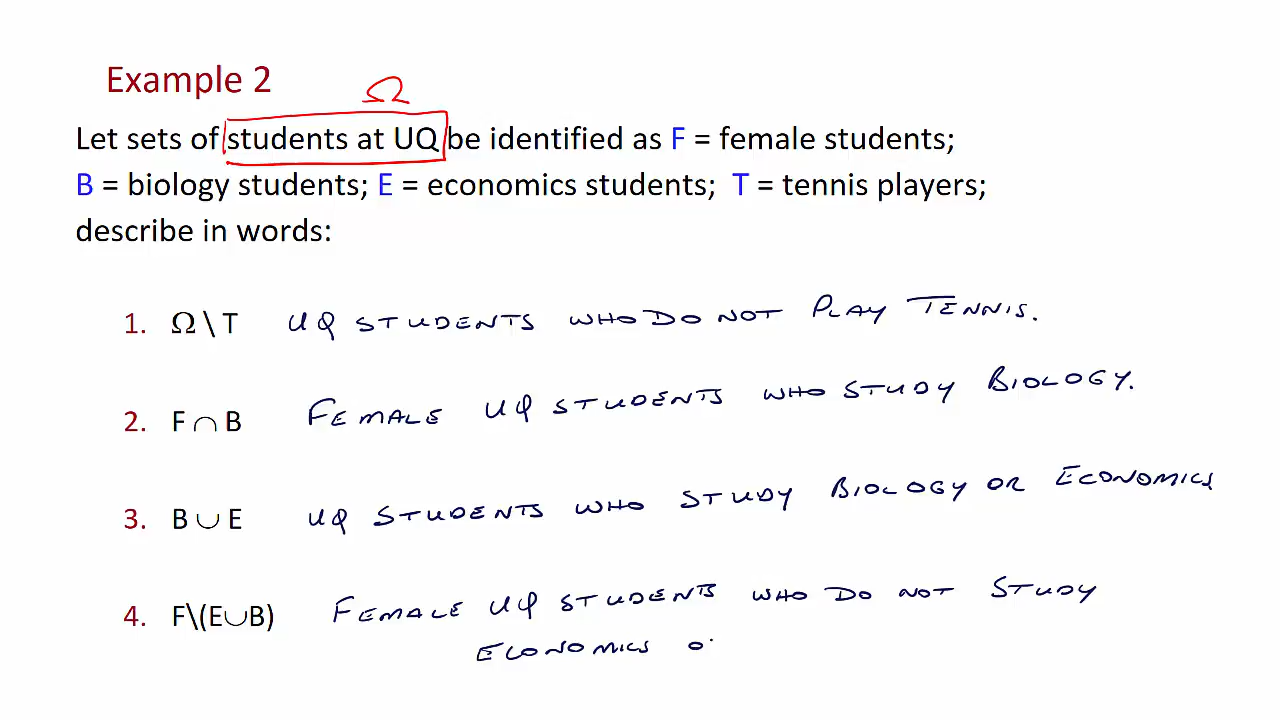 Example 2
Ω
Let sets of students at UQ be identified as F = female students;
B = biology students; E = economics students; T = tennis players;
describe in words:
1. Ω \ T UQ STUDENTS WHO DO NOT PLAY TENNIS.
2. F ∩ B FEMALE UQ STUDENTS WHO STUDY BIOLOGY.
3. B ∪ E UQ STUDENTS WHO STUDY BIOLOGY OR ECONOMICS
4. F\(E∪B) FEMALE UQ STUDENTS WHO DO NOT STUDY
ECONOMICS